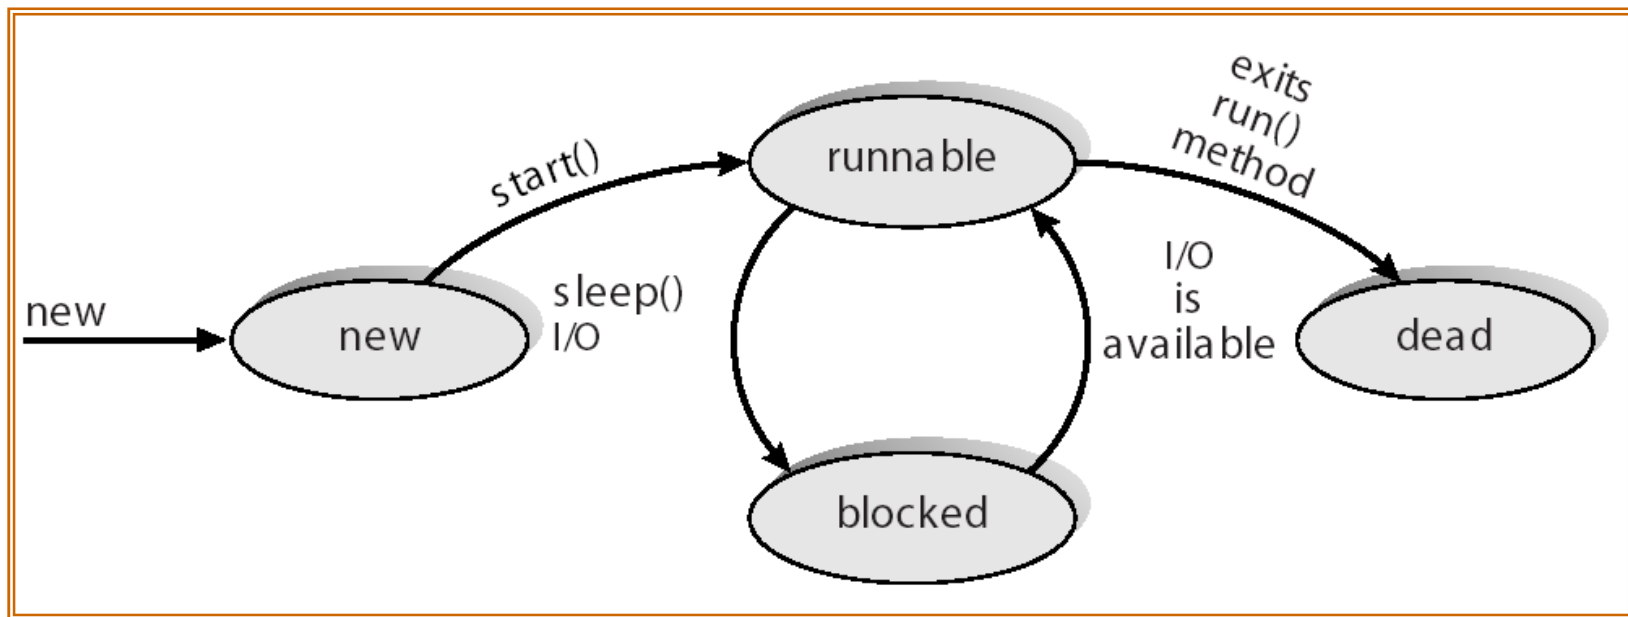 new
new
start()
sleep()
I/O
runnable
blocked
I/O
is
available
exits
run()
method
dead